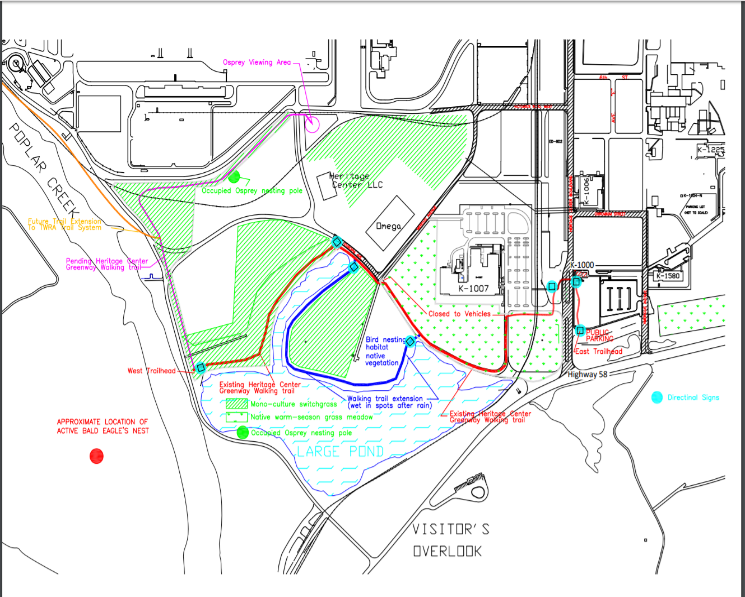 Osprey Viewing Area
POPLAR CREEK
Occupied Osprey nesting pole
Heritage
Center LLC
Omega
K-1006
Future Trail Extension
To TWRA Trail System
Pending Heritage Center
Greenway Walking trail
K-1007
K-1000
K-1580
Closed to Vehicles
PUBLIC
PARKING
East Trailhead
Bird nesting
habitat
native
vegetation
West Trailhead
Highway 58
Existing Heritage Center
Greenway Walking trail
Walking trail extension
(wet in spots after rain)
Directional Signs
Mono-culture switchgrass
Native warm-season grass meadow
Existing Heritage Center
Greenway Walking trail
APPROXIMATE LOCATION OF
ACTIVE BALD EAGLE'S NEST
Occupied Osprey nesting pole
LARGE POND
VISITOR'S
OVERLOOK